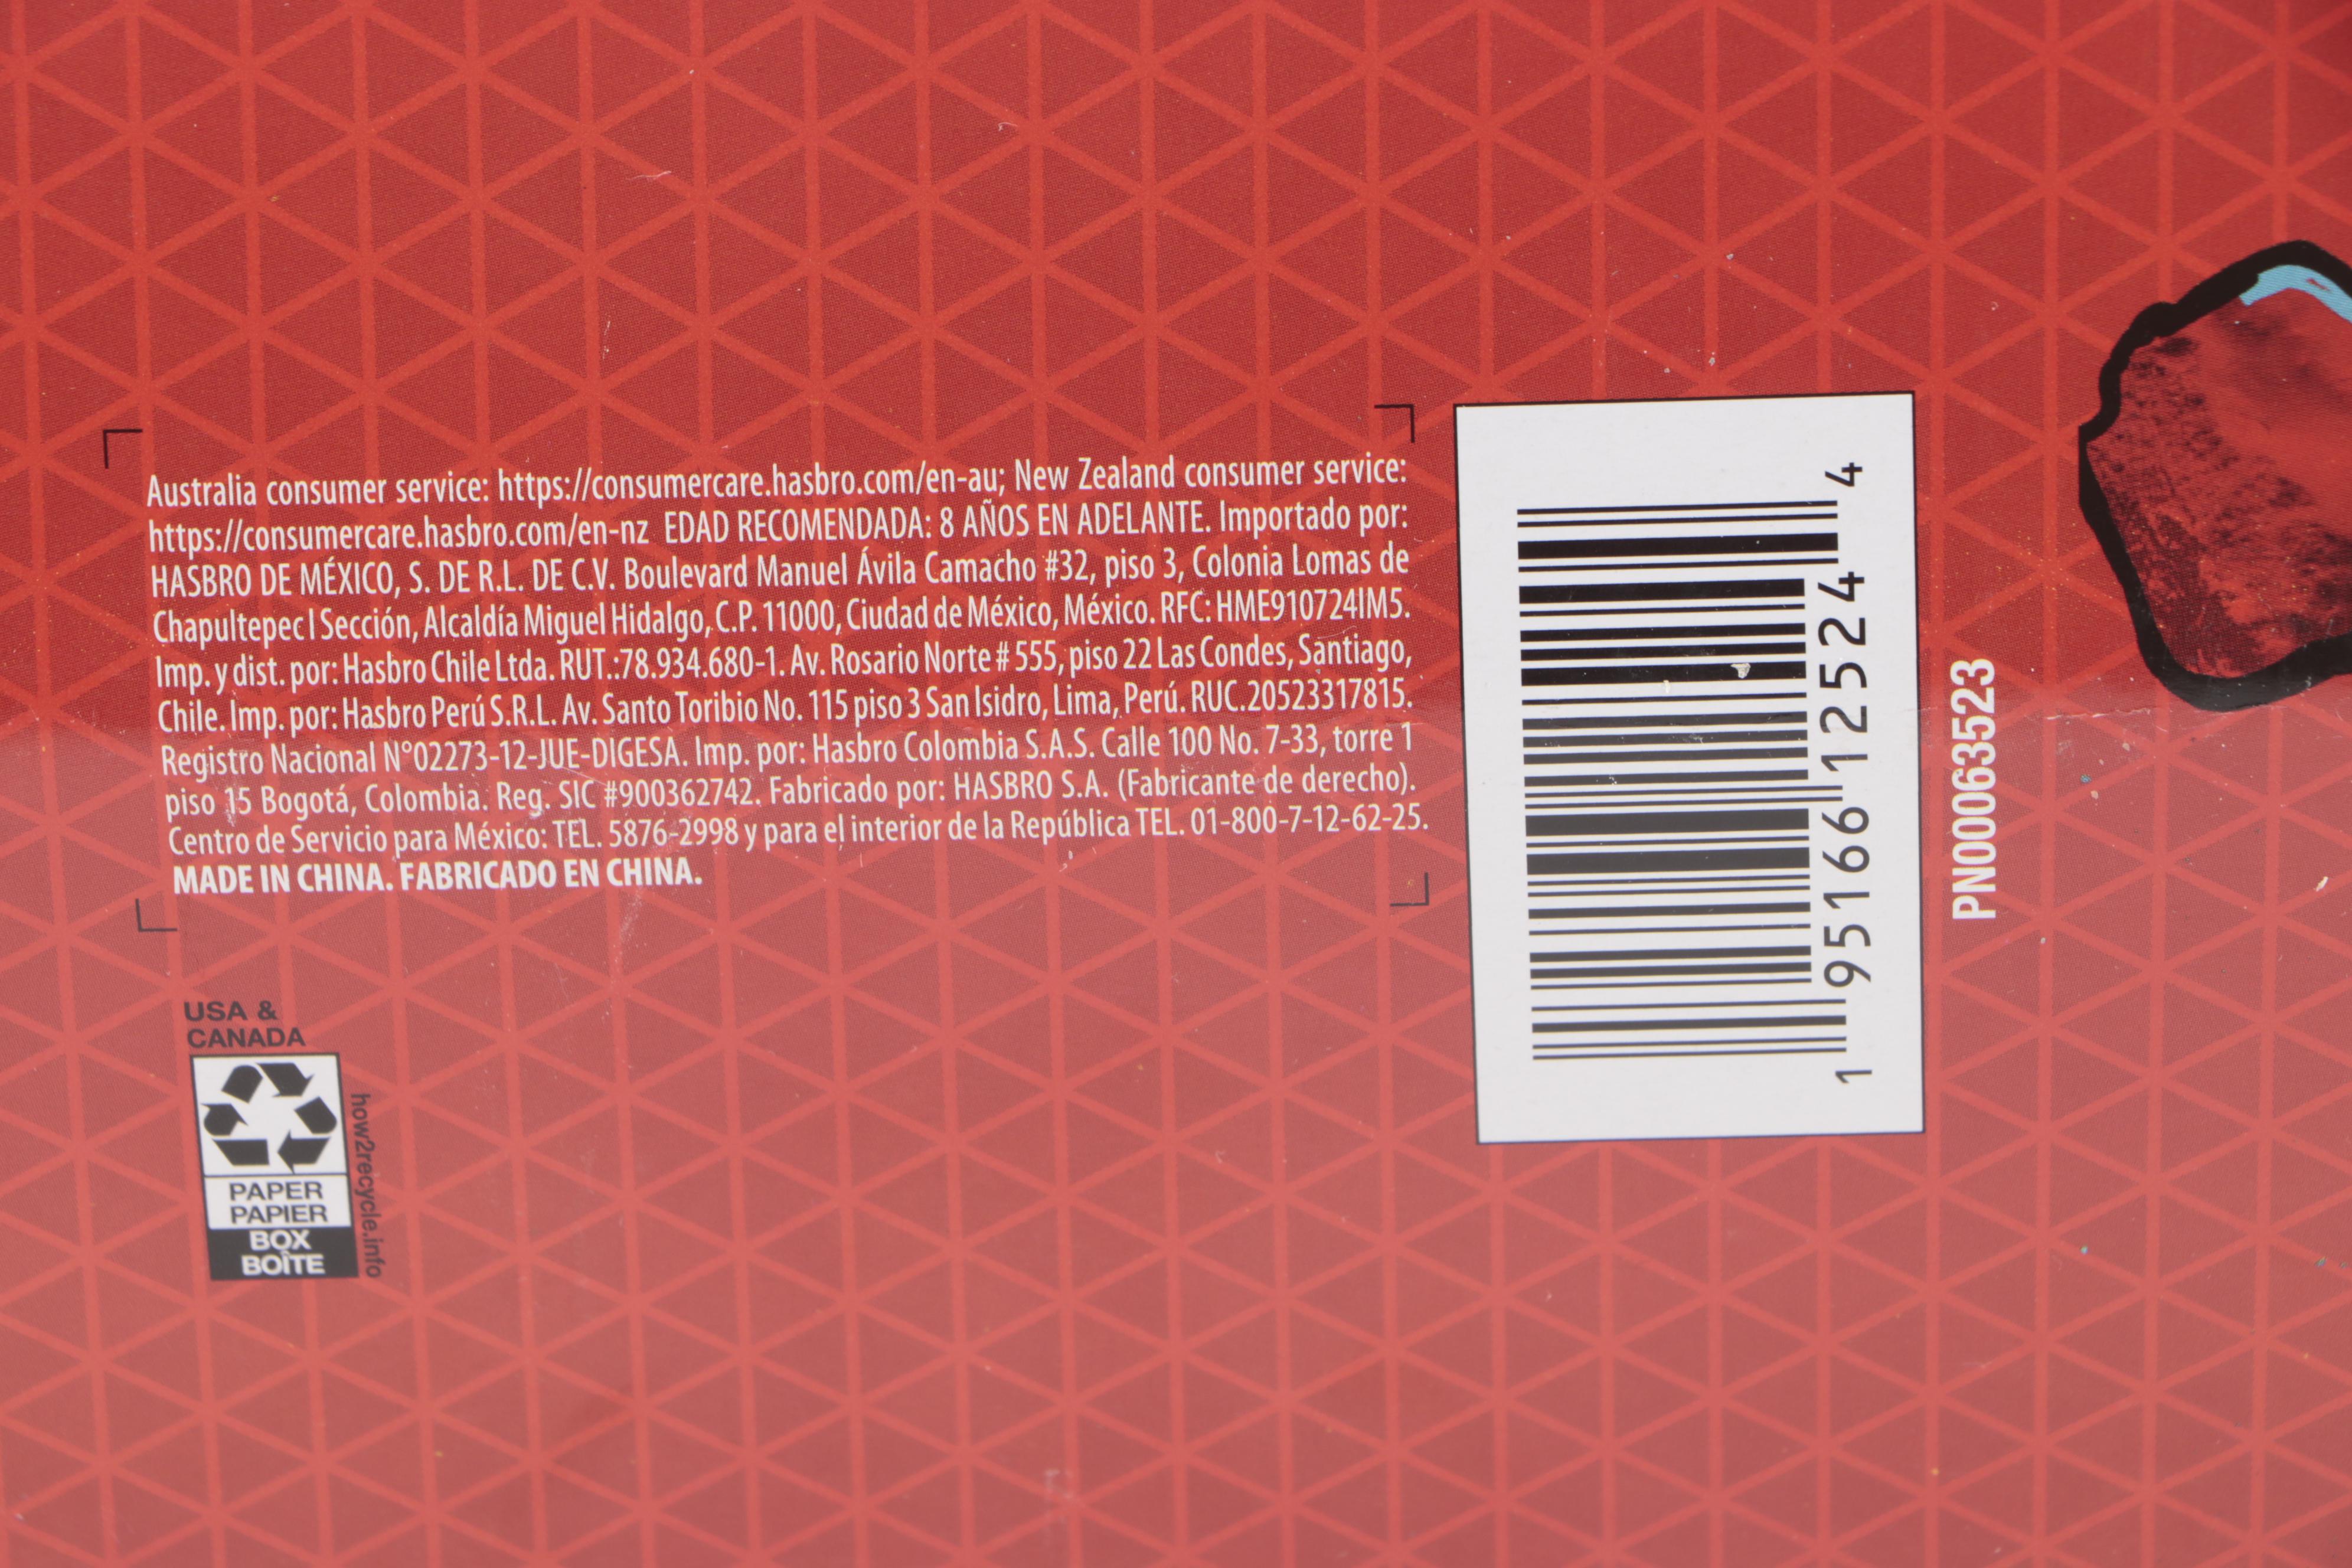 Australia consumer service: https://consumercare.hasbro.com/en-au; New Zealand consumer service:
https://consumercare.hasbro.com/en-nz EDAD RECOMENDADA: 8 AÑOS EN ADELANTE. Importado por:
HASBRO DE MÉXICO, S. DE R.L. DE C.V. Boulevard Manuel Ávila Camacho #32, piso 3, Colonia Lomas de
Chapultepec I Sección, Alcaldía Miguel Hidalgo, C.P. 11000, Ciudad de México, México. RFC: HME910724IM5.
Imp. y dist. por: Hasbro Chile Ltda. RUT.:78.934.680-1. Av. Rosario Norte # 555, piso 22 Las Condes, Santiago,
Chile. Imp. por: Hasbro Perú S.R.L. Av. Santo Toribio No. 115 piso 3 San Isidro, Lima, Perú. RUC.20523317815.
Registro Nacional N°02273-12-JUE-DIGESA. Imp. por: Hasbro Colombia S.A.S. Calle 100 No. 7-33, torre 1
piso 15 Bogotá, Colombia. Reg. SIC #900362742. Fabricado por: HASBRO S.A. (Fabricante de derecho).
Centro de Servicio para México: TEL. 5876-2998 y para el interior de la República TEL. 01-800-7-12-62-25.
MADE IN CHINA. FABRICADO EN CHINA.
1 95166 12524 4
PN00063523
USA &
CANADA
PAPER
PAPIER
BOX
BOÎTE
how2recycle.info